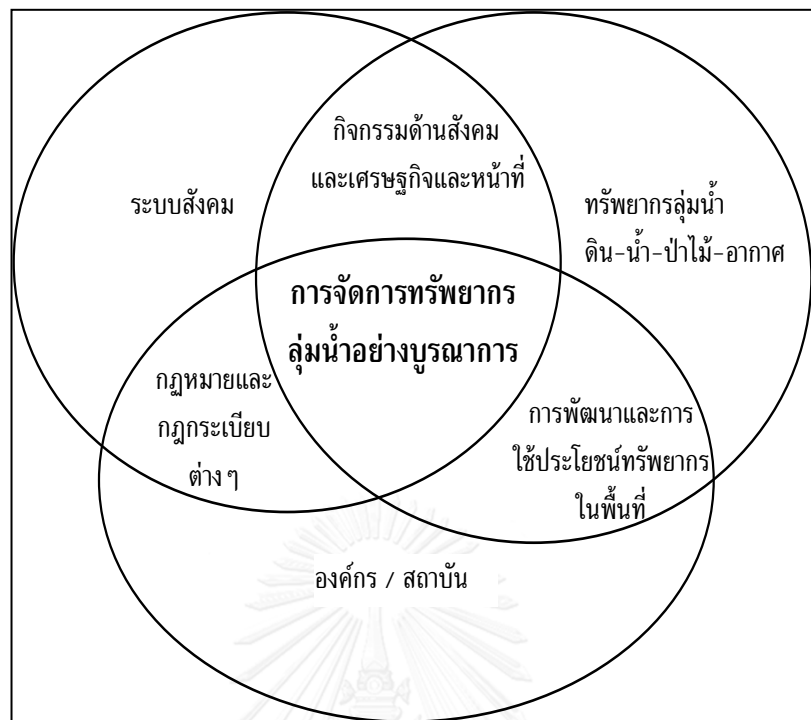 กิจกรรมด้านสังคม
และเศรษฐกิจและหน้าที่
ระบบสังคม
ทรัพยากรลุ่มน้ำ
ดิน-น้ำ-ป่าไม้-อากาศ
การจัดการทรัพยากร
ลุ่มน้ำอย่างบูรณาการ
กฏหมายและ
กฎกระเบียบ
ต่างๆ
การพัฒนาและการ
ใช้ประโยชน์ทรัพยากร
ในพื้นที่
องค์กร / สถาบัน